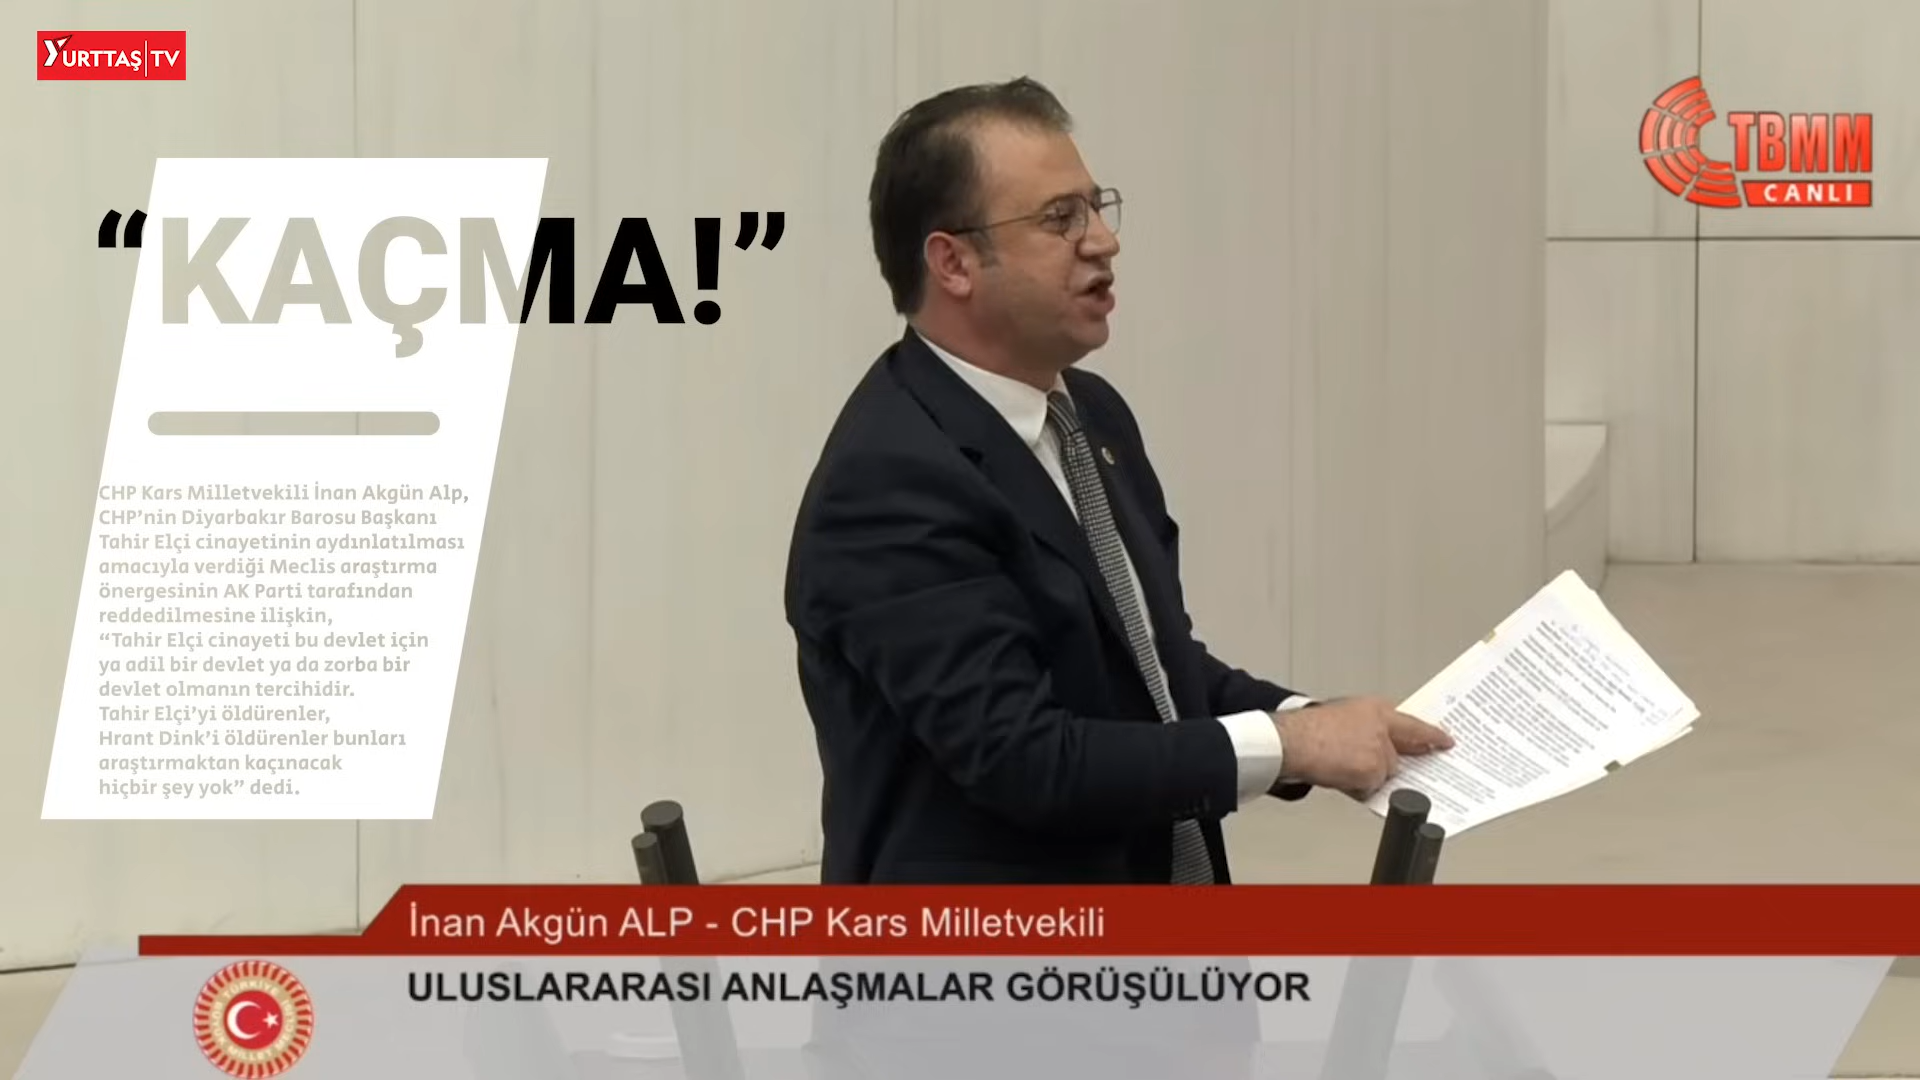 YURTTAŞ TV
TBMM
CANLI
“KAÇMA!”
CHP Kars Milletvekili İnan Akgün Alp,
CHP’nin Diyarbakır Barosu Başkanı
Tahir Elçi cinayetinin aydınlatılması
amacıyla verdiği Meclis araştırma
önergesinin AK Parti tarafından
reddedilmesine ilişkin,
“Tahir Elçi cinayeti bu devlet için
ya adil bir devlet ya da zorba bir
devlet olmanın tercihidir.
Tahir Elçi’yi öldürenler,
Hrant Dink’i öldürenler bunları
araştırmaktan kaçınacak
hiçbir şey yok” dedi.
İnan Akgün ALP - CHP Kars Milletvekili
ULUSLARARASI ANLAŞMALAR GÖRÜŞÜLÜYOR